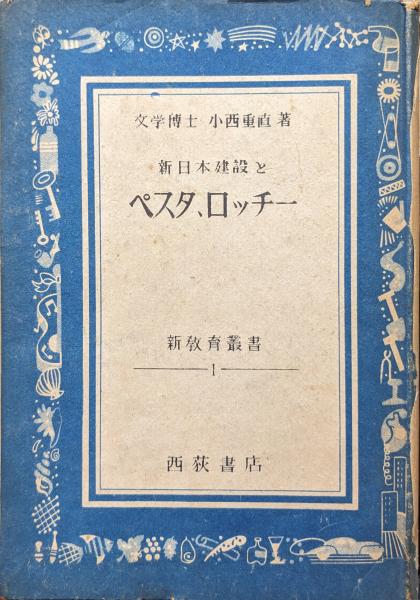 文学博士 小西重直 著
新日本建設と
ペスタ、ロッチー
新教育叢書
1
西荻書店